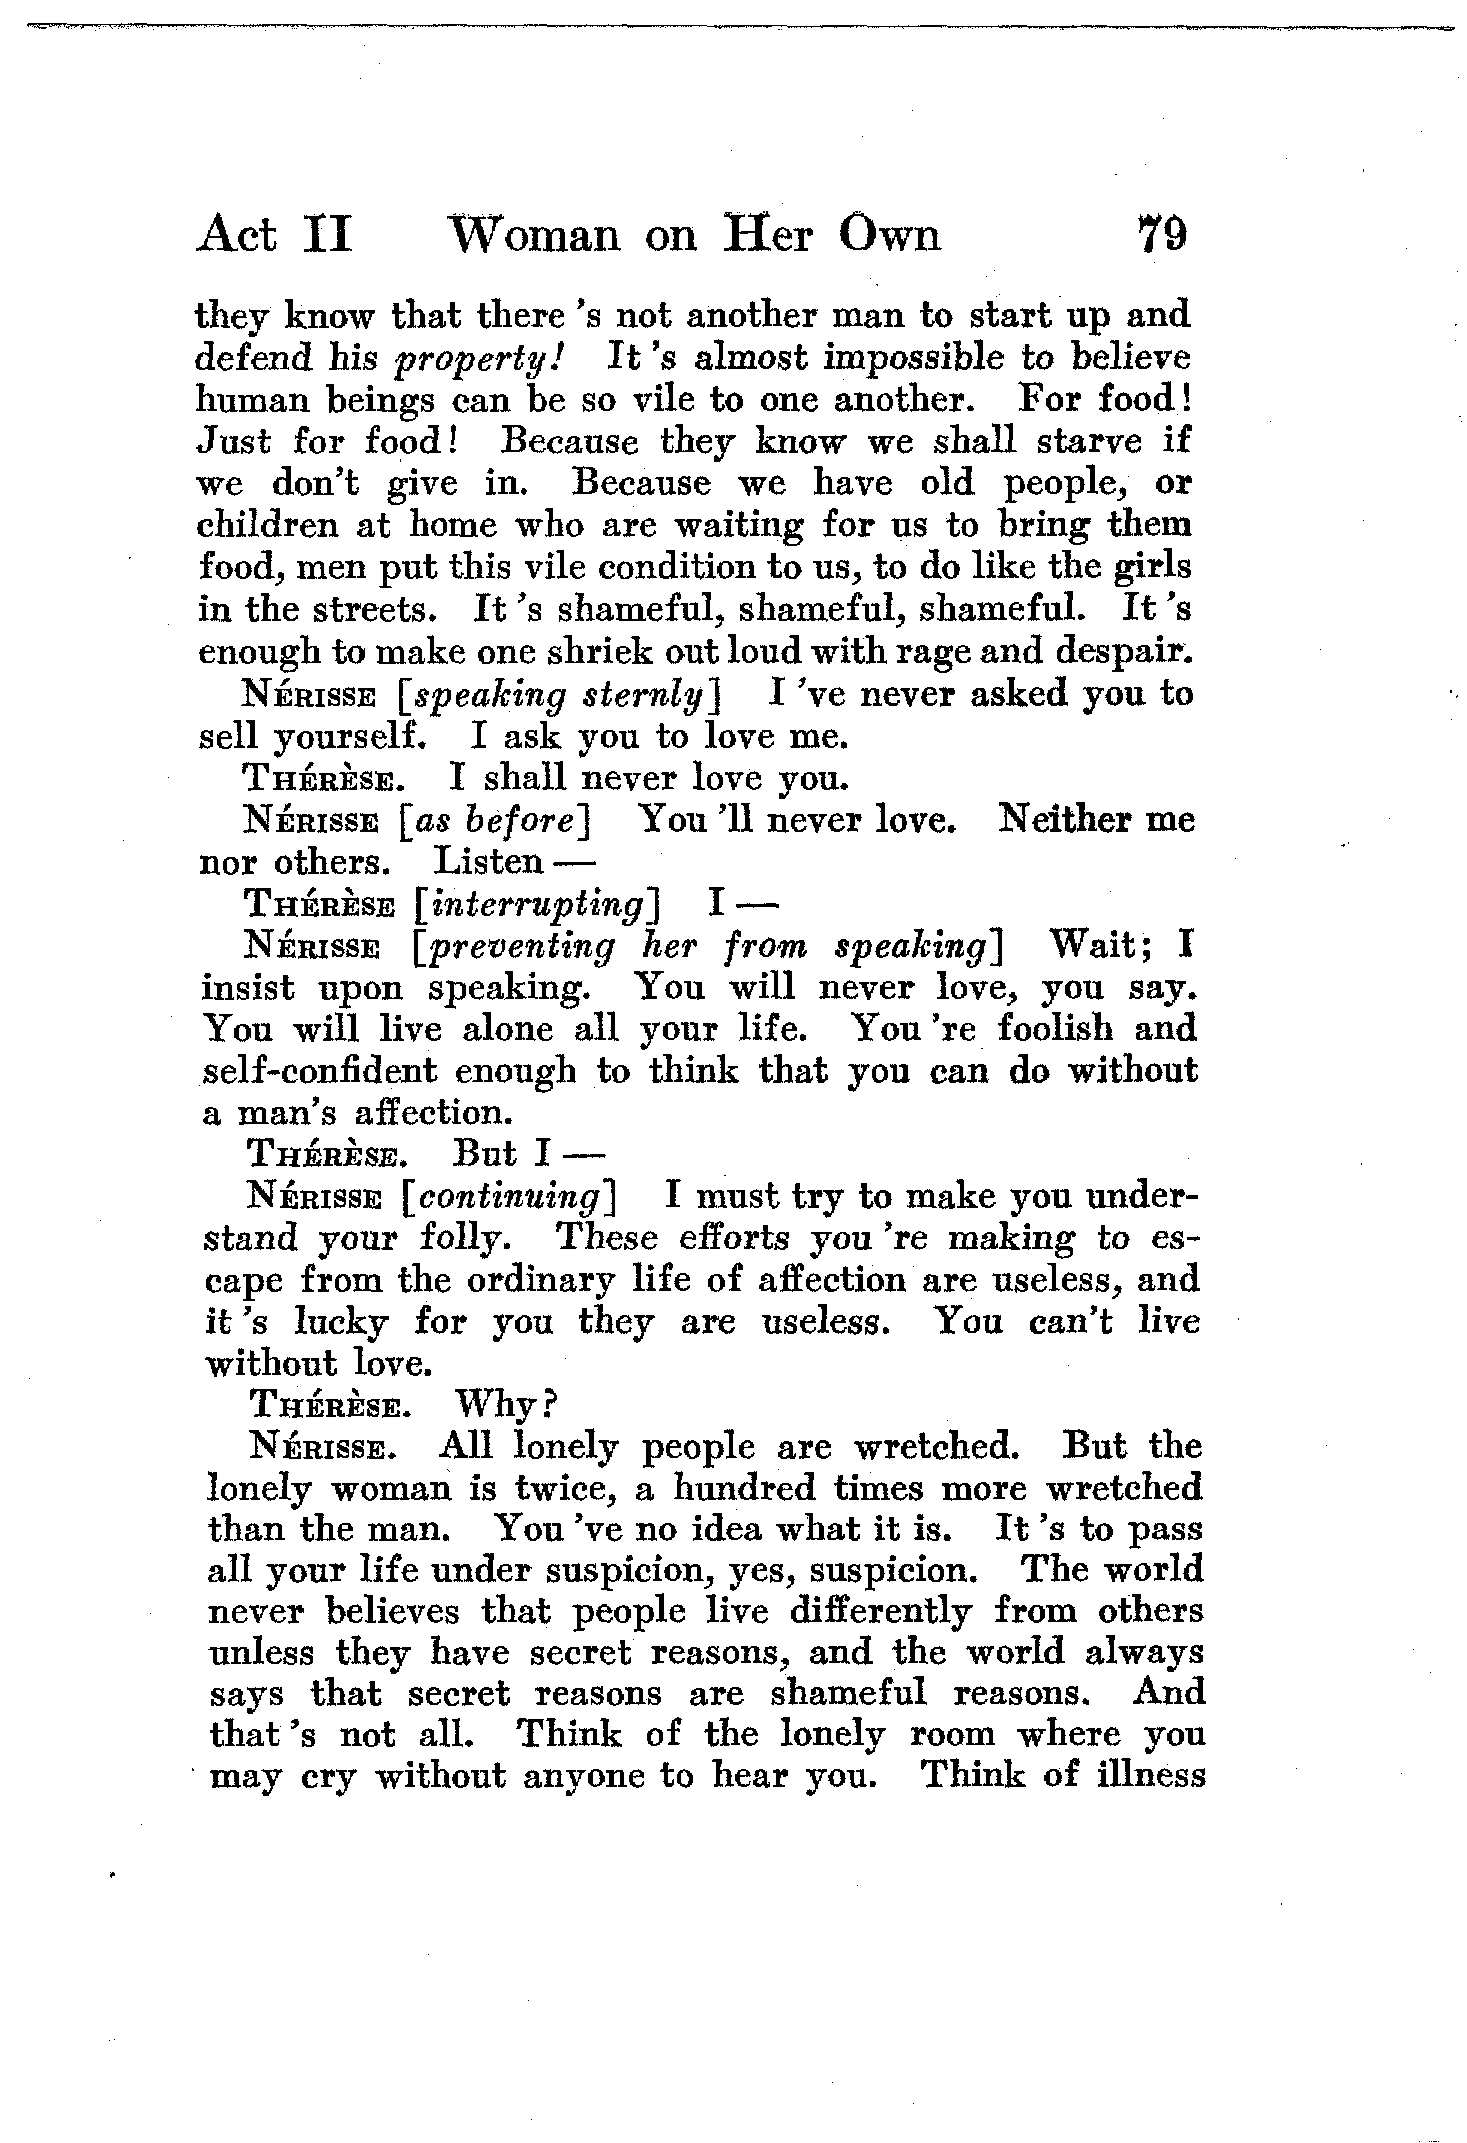 Act II Woman on Her Own 79
they know that there 's not another man to start up and
defend his property! It 's almost impossible to believe
human beings can be so vile to one another. For food!
Just for food! Because they know we shall starve if
we don't give in. Because we have old people, or
children at home who are waiting for us to bring them
food, men put this vile condition to us, to do like the girls
in the streets. It 's shameful, shameful, shameful. It 's
enough to make one shriek out loud with rage and despair.
NÉRISSE [speaking sternly] I 've never asked you to
sell yourself. I ask you to love me.
THÉRÈSE. I shall never love you.
NÉRISSE [as before] You 'll never love. Neither me
nor others. Listen —
THÉRÈSE [interrupting] I —
NÉRISSE [preventing her from speaking] Wait; I
insist upon speaking. You will never love, you say.
You will live alone all your life. You 're foolish and
self-confident enough to think that you can do without
a man's affection.
THÉRÈSE. But I —
NÉRISSE [continuing] I must try to make you under-
stand your folly. These efforts you 're making to es-
cape from the ordinary life of affection are useless, and
it 's lucky for you they are useless. You can't live
without love.
THÉRÈSE. Why?
NÉRISSE. All lonely people are wretched. But the
lonely woman is twice, a hundred times more wretched
than the man. You 've no idea what it is. It 's to pass
all your life under suspicion, yes, suspicion. The world
never believes that people live differently from others
unless they have secret reasons, and the world always
says that secret reasons are shameful reasons. And
that 's not all. Think of the lonely room where you
may cry without anyone to hear you. Think of illness